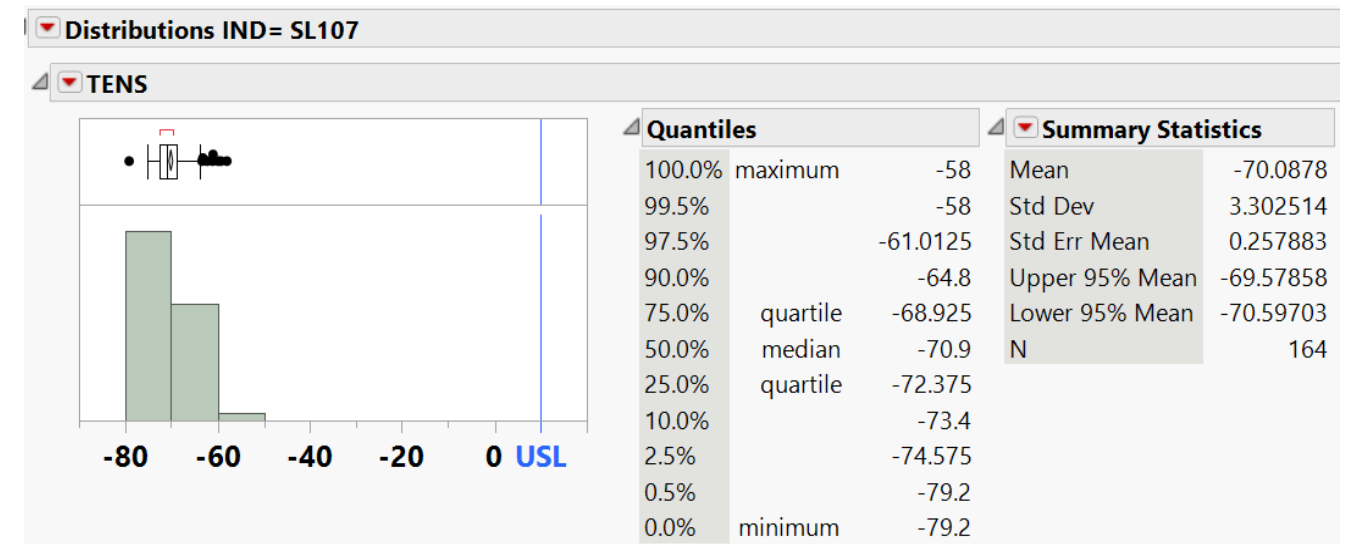 Distributions IND= SL107
TENS
-80 -60 -40 -20 0 USL
Quantiles
100.0% maximum -58
99.5% -58
97.5% -61.0125
90.0% -64.8
75.0% quartile -68.925
50.0% median -70.9
25.0% quartile -72.375
10.0% -73.4
2.5% -74.575
0.5% -79.2
0.0% minimum -79.2
Summary Statistics
Mean -70.0878
Std Dev 3.302514
Std Err Mean 0.257883
Upper 95% Mean -69.57858
Lower 95% Mean -70.59703
N 164